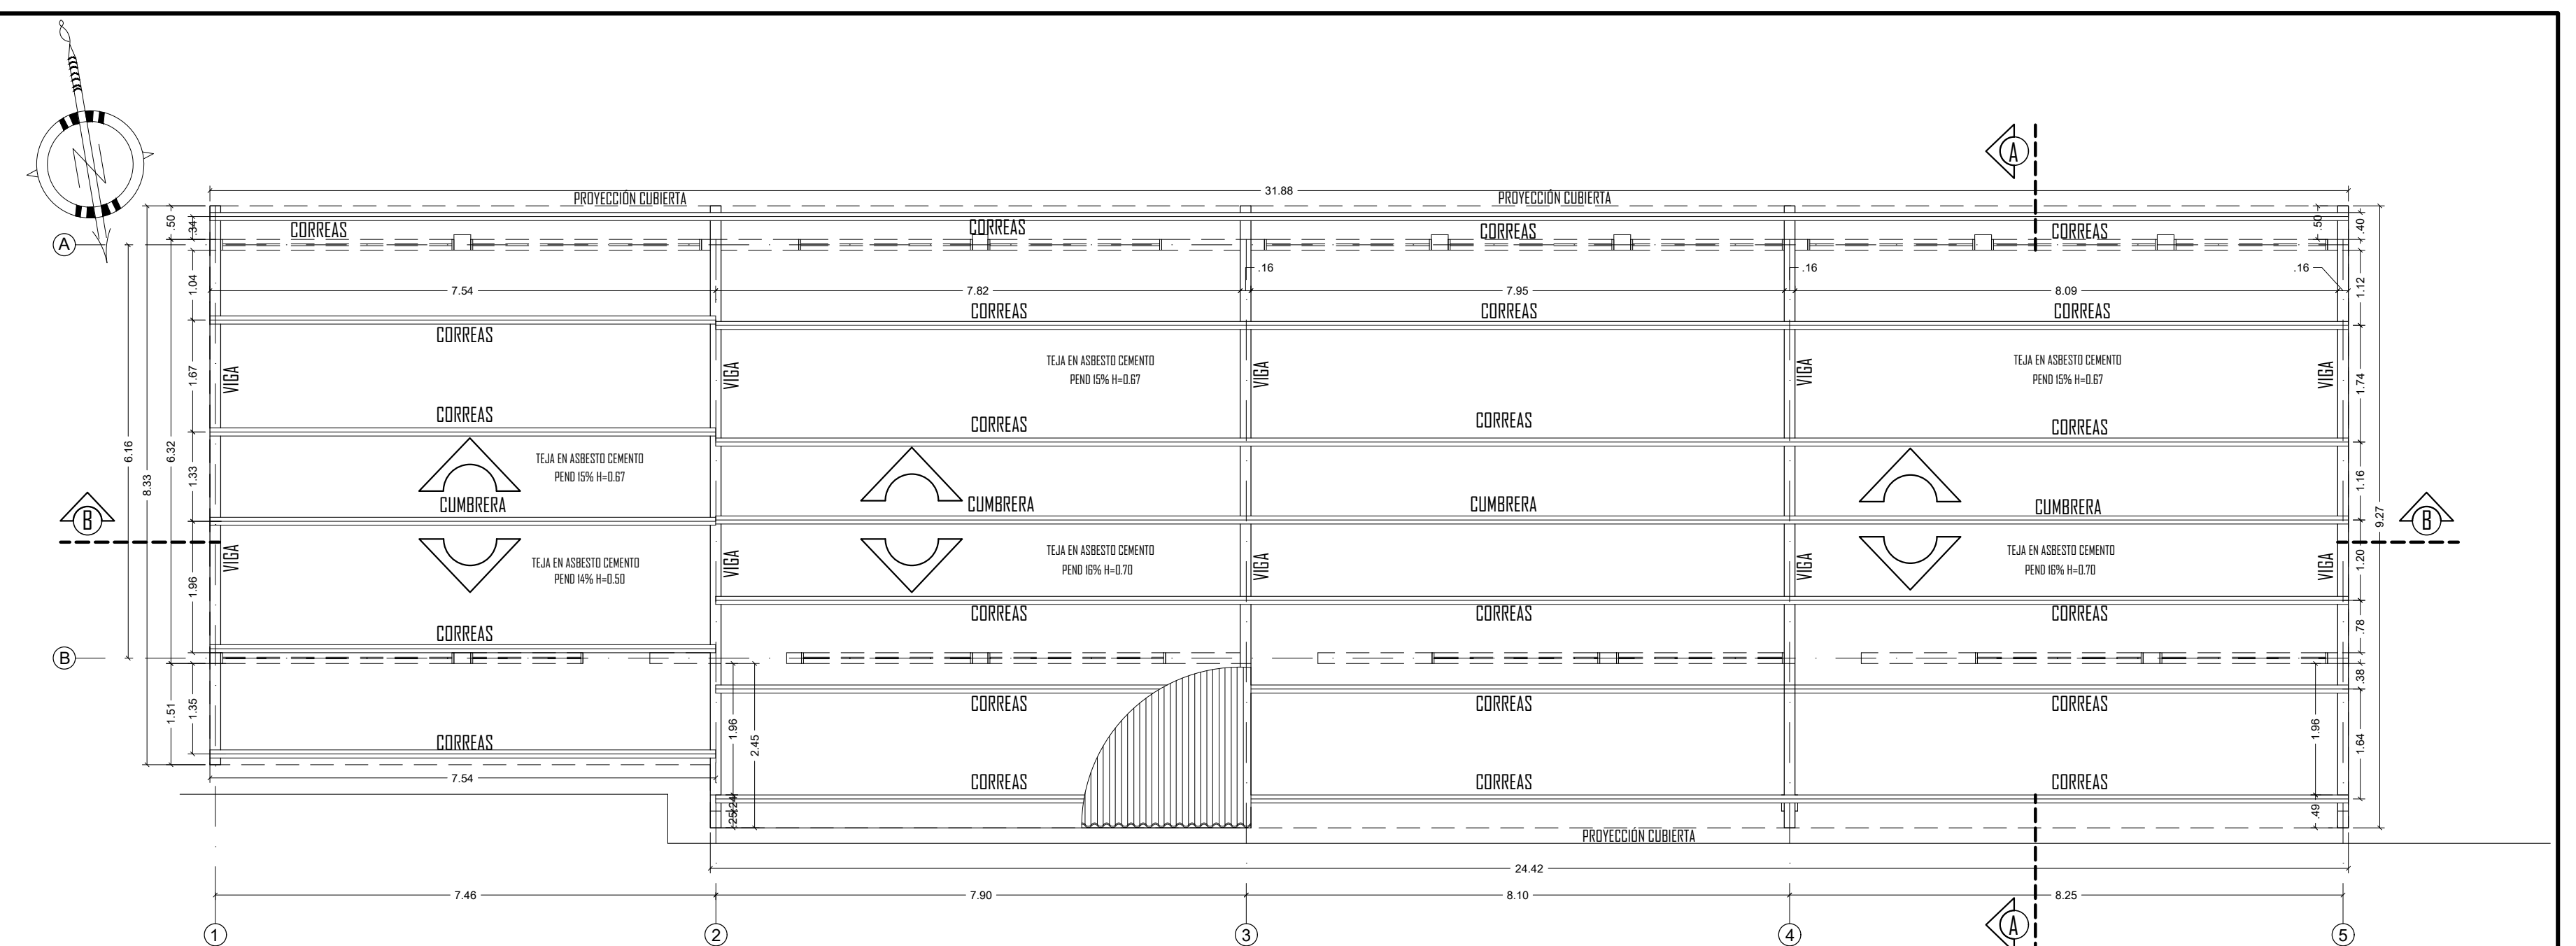 A
31.88
PROYECCIÓN CUBIERTA
PROYECCIÓN CUBIERTA
.50
.34
CORREAS
CORREAS
CORREAS
CORREAS
.50
.40
A
.16
.16
.16
7.54
7.82
7.95
8.09
1.04
1.12
CORREAS
CORREAS
CORREAS
CORREAS
VIGA
VIGA
VIGA
VIGA
VIGA
TEJA EN ASBESTO CEMENTO
PEND 15% H=0.67
TEJA EN ASBESTO CEMENTO
PEND 15% H=0.67
1.67
1.74
CORREAS
CORREAS
CORREAS
CORREAS
6.16
6.32
8.33
TEJA EN ASBESTO CEMENTO
PEND 15% H=0.67
1.33
1.16
CUMBRERA
CUMBRERA
CUMBRERA
CUMBRERA
B
B
9.27
VIGA
VIGA
VIGA
VIGA
VIGA
TEJA EN ASBESTO CEMENTO
PEND 14% H=0.50
TEJA EN ASBESTO CEMENTO
PEND 16% H=0.70
TEJA EN ASBESTO CEMENTO
PEND 16% H=0.70
1.96
1.20
CORREAS
CORREAS
CORREAS
CORREAS
.78
B
.38
1.51
1.35
CORREAS
CORREAS
CORREAS
1.96
2.45
1.96
1.64
CORREAS
7.54
CORREAS
CORREAS
CORREAS
.24
.25
.49
PROYECCIÓN CUBIERTA
24.42
7.46
7.90
8.10
8.25
1
2
3
4
A
5